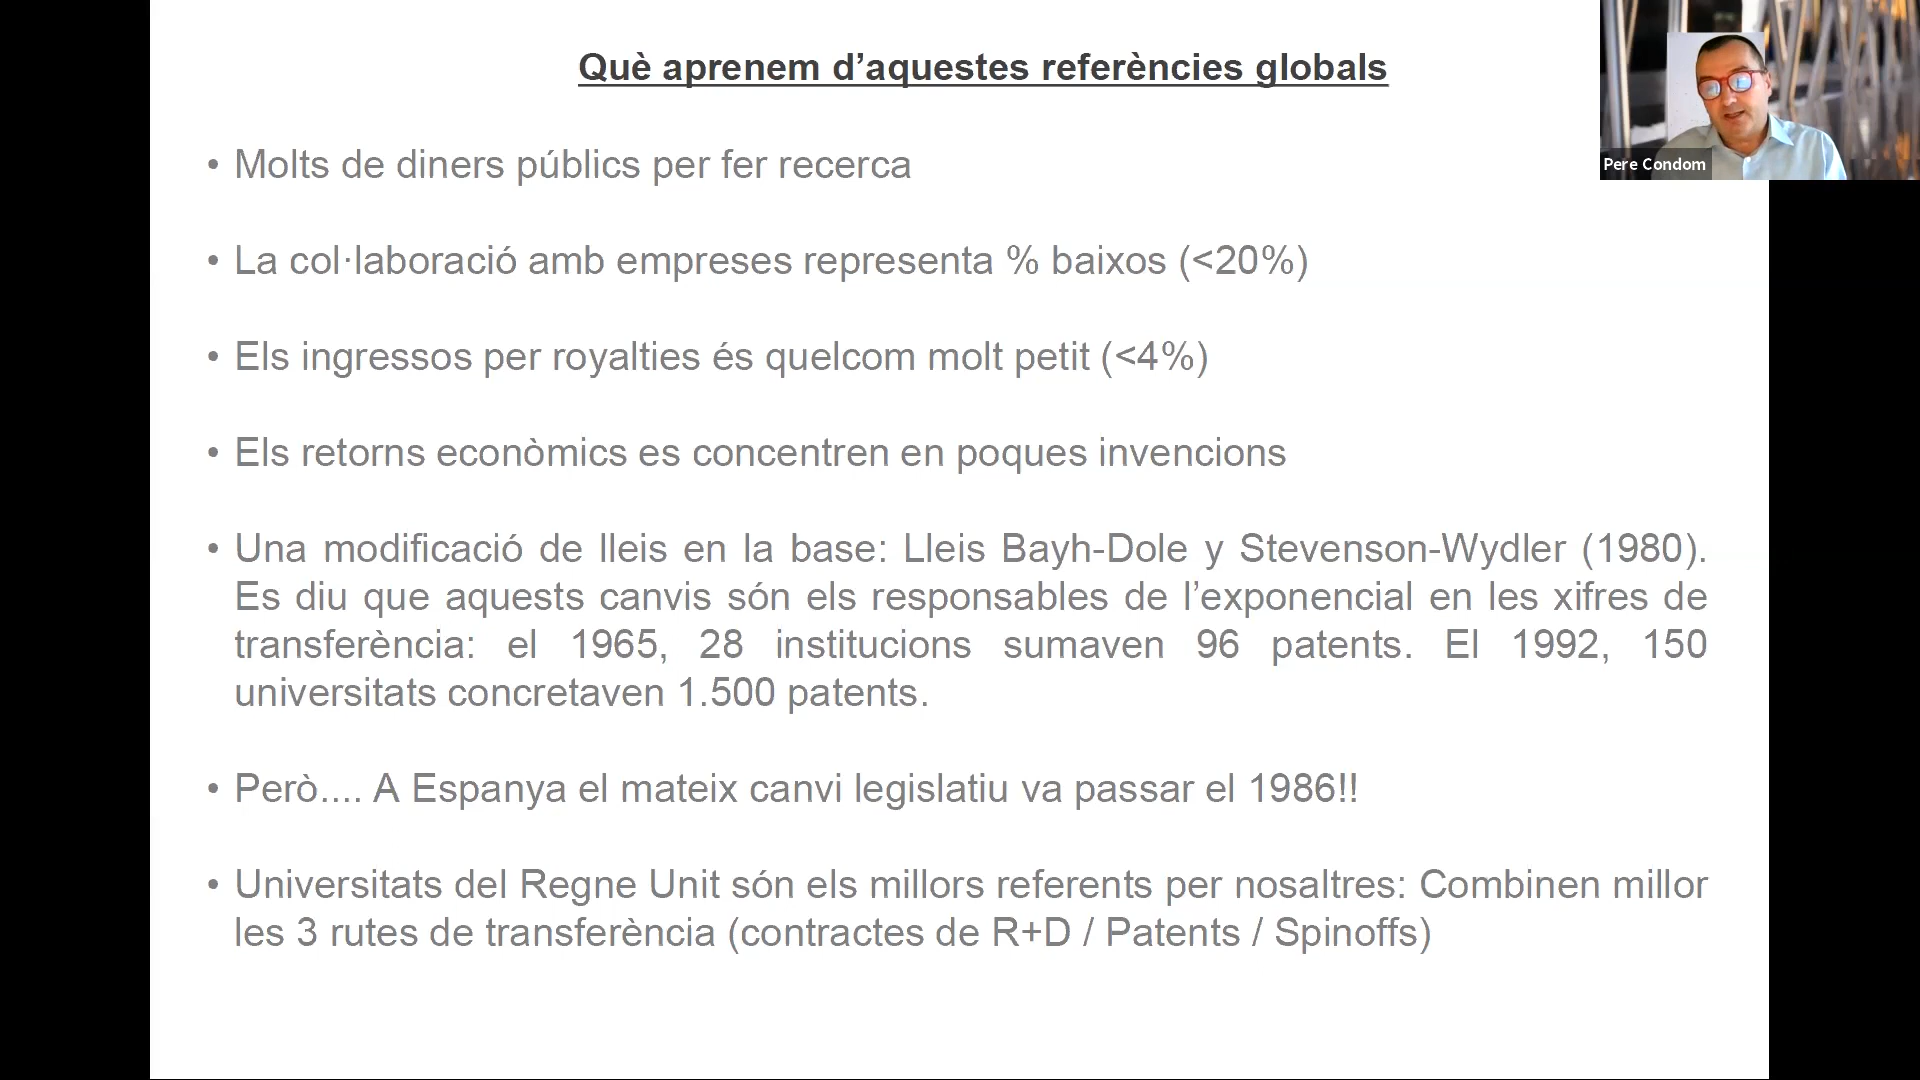 Què aprenem d’aquestes referències globals
• Molts de diners públics per fer recerca
• La col·laboració amb empreses representa % baixos (<20%)
• Els ingressos per royalties és quelcom molt petit (<4%)
• Els retorns econòmics es concentren en poques invencions
• Una modificació de lleis en la base: Lleis Bayh-Dole y Stevenson-Wydler (1980).
Es diu que aquests canvis són els responsables de l’exponencial en les xifres de
transferència: el 1965, 28 institucions sumaven 96 patents. El 1992, 150
universitats concretaven 1.500 patents.
• Però.... A Espanya el mateix canvi legislatiu va passar el 1986!!
• Universitats del Regne Unit són els millors referents per nosaltres: Combinen millor
les 3 rutes de transferència (contractes de R+D / Patents / Spinoffs)
Pere Condom